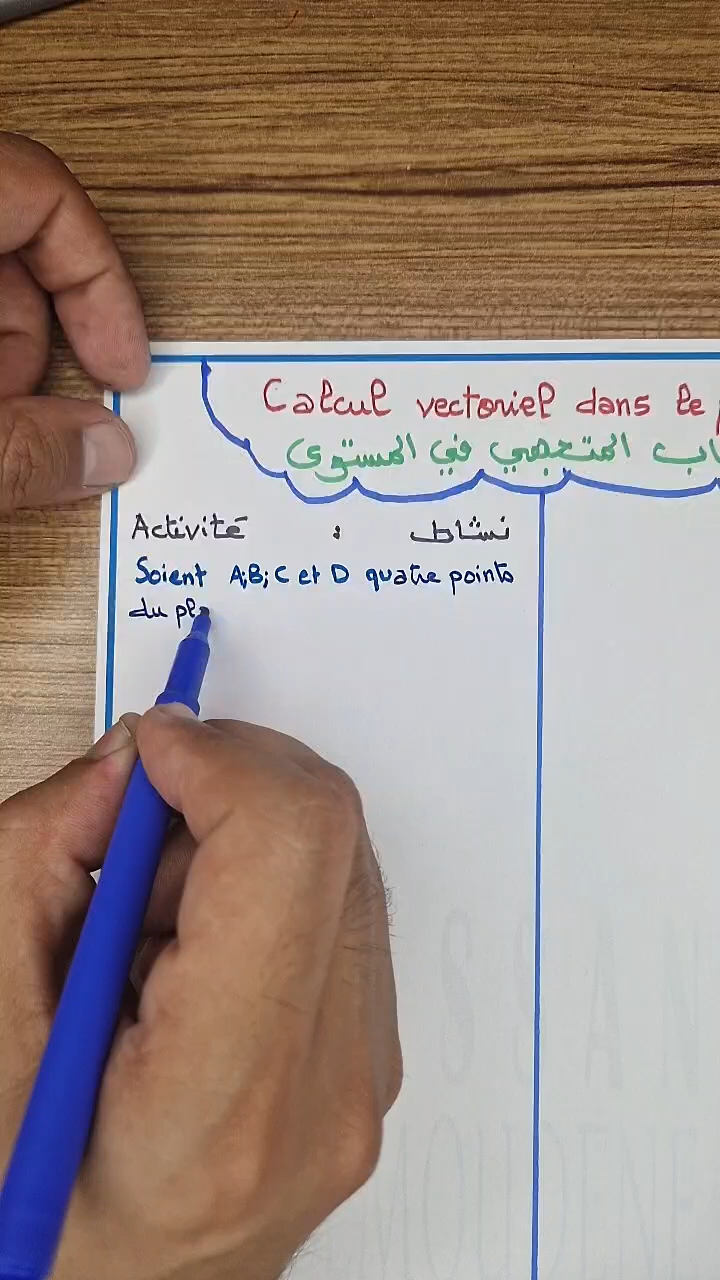 Calcul vectoriel dans le
المتجهي في المستوى
Activité : نشاط
Soient A;B; C et D quatre points
du pl